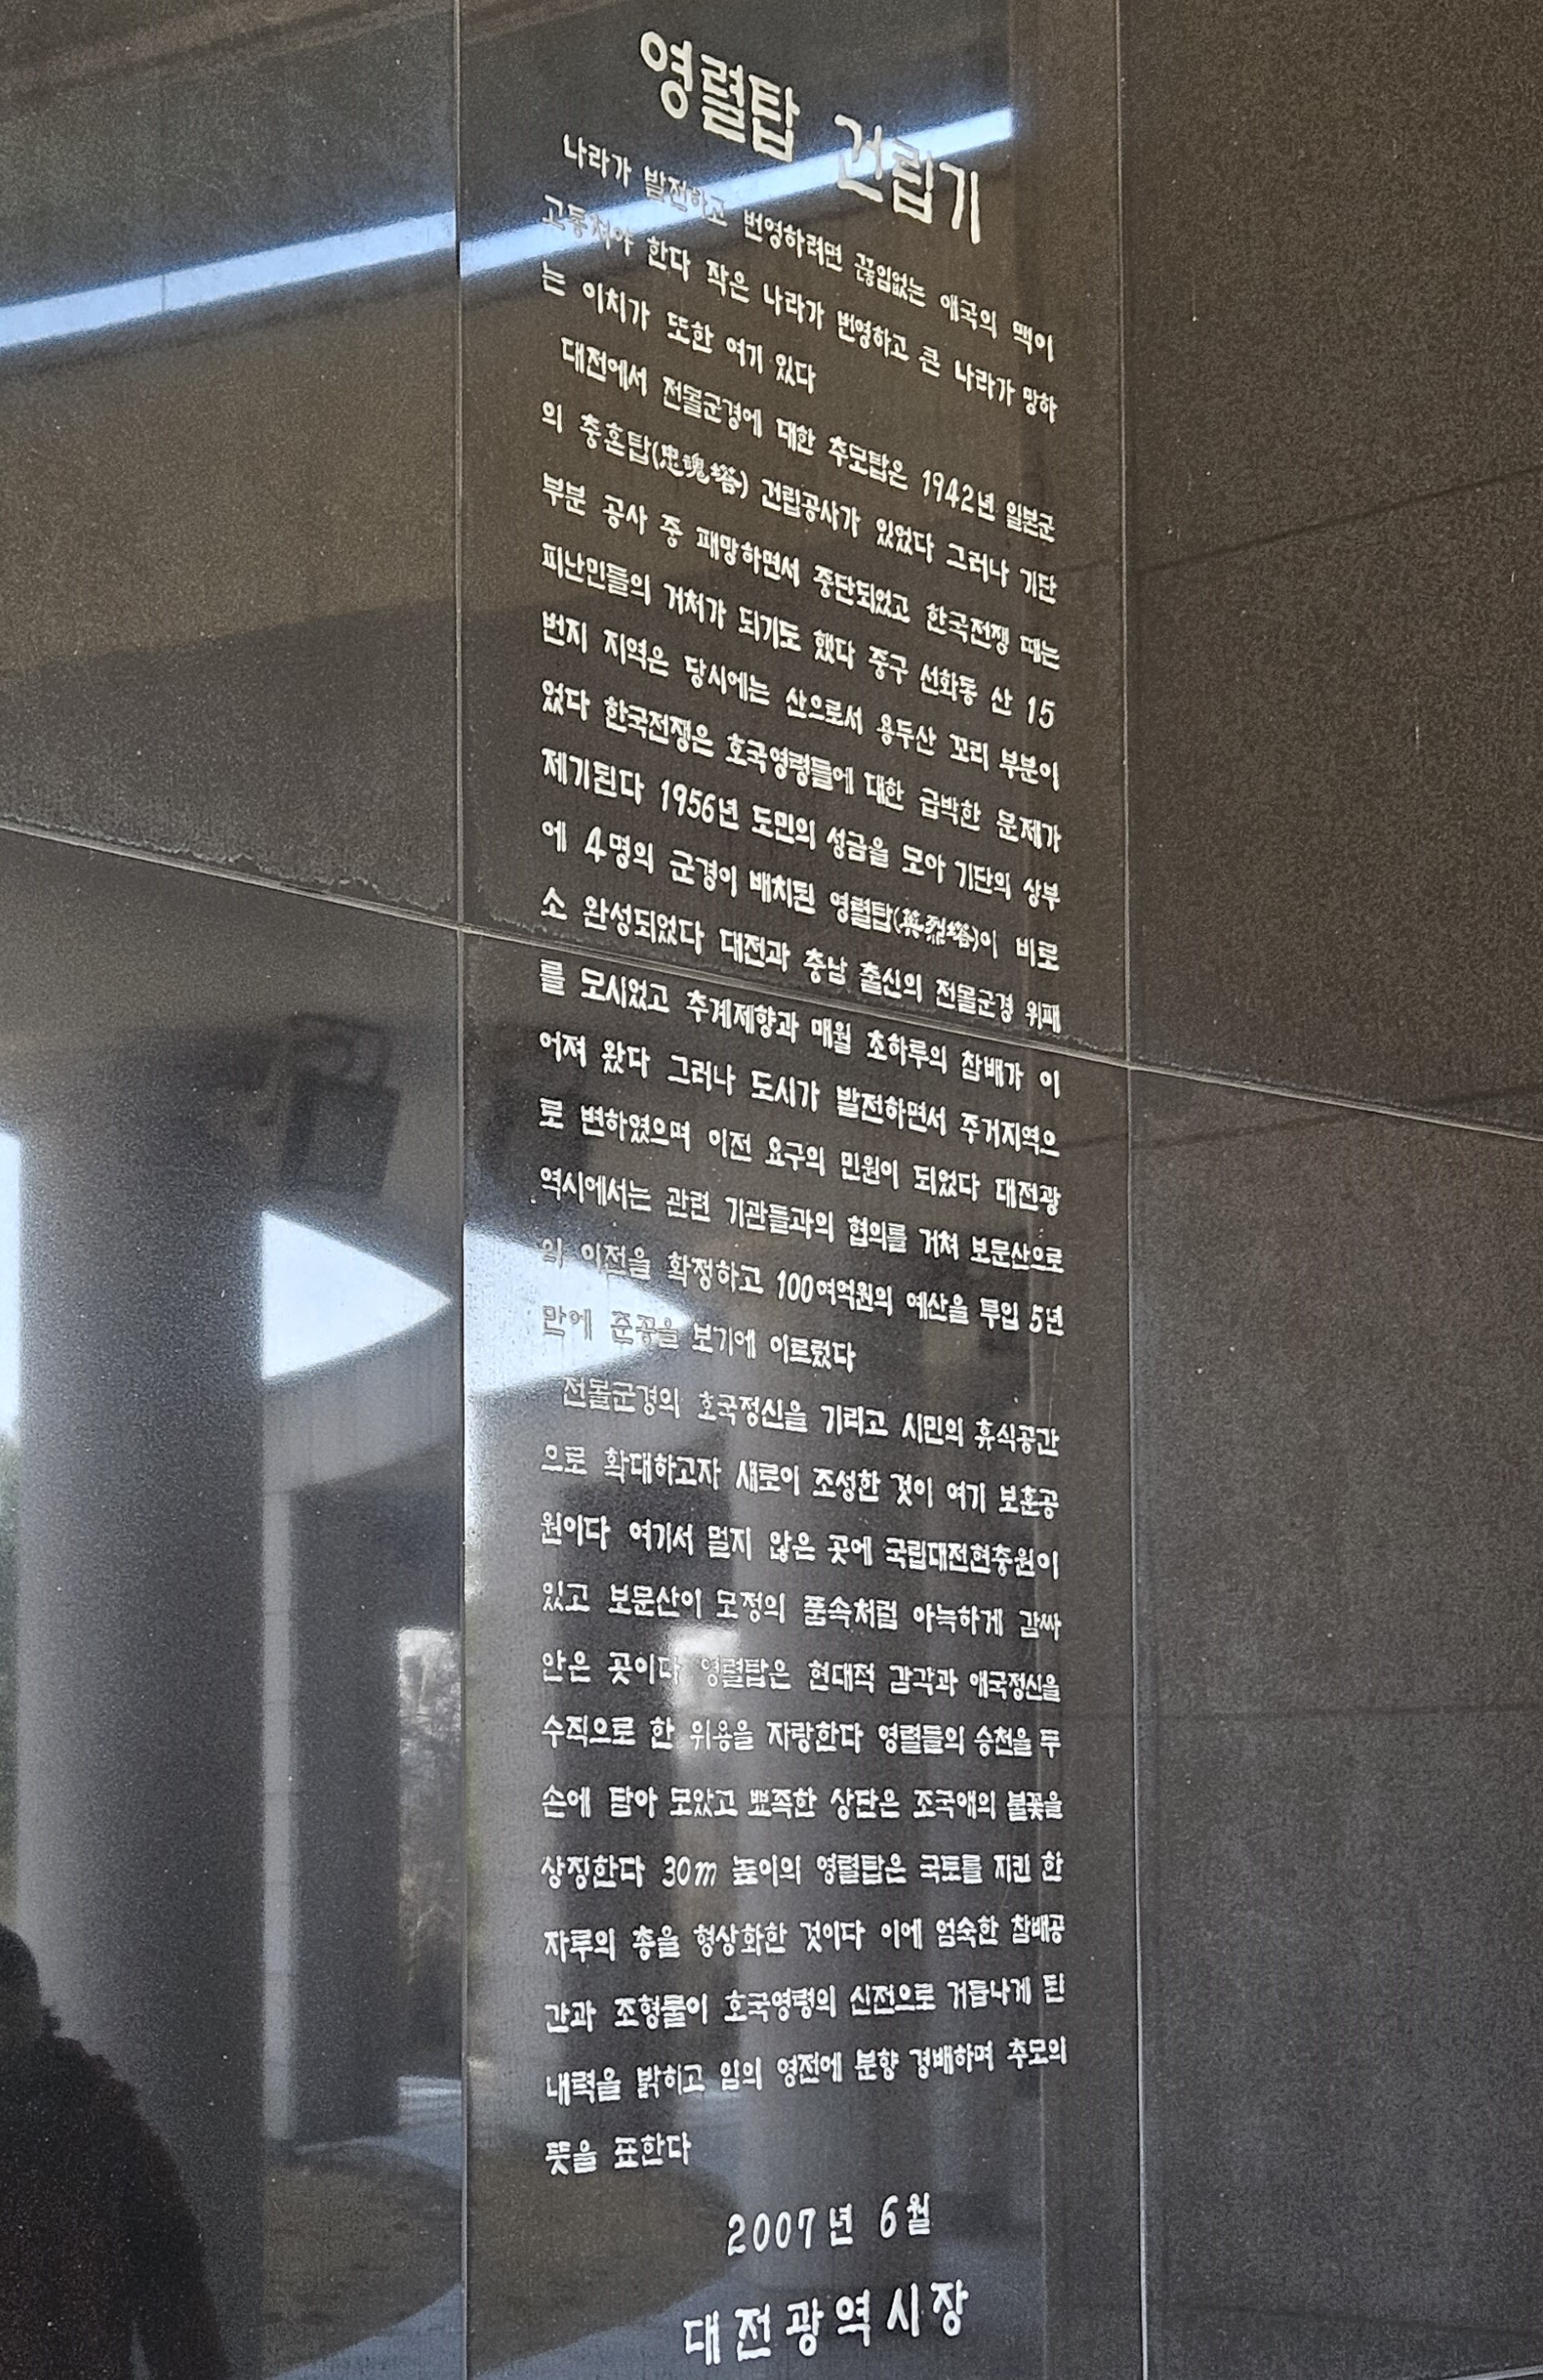 영렬탑 건립기
나라가 발전하고 번영하려면 끊임없는 애국의 맥이
고동쳐야 한다 작은 나라가 번영하고 큰 나라가 망하
는 이치가 또한 여기 있다
대전에서 전몰군경에 대한 추모탑은 1942년 일본군
의 충혼탑(忠魂塔) 건립공사가 있었다 그러나 기단
부분 공사 중 패망하면서 중단되었고 한국전쟁 때는
피난민들의 거처가 되기도 했다 중구 선화동 산 15
번지 지역은 당시에는 산으로서 용두산 꼬리 부분이
었다 한국전쟁은 호국영령들에 대한 급박한 문제가
제기된다 1956년 도민의 성금을 모아 기단의 상부
에 4명의 군경이 배치된 영렬탑(英烈塔)이 비로
소 완성되었다 대전과 충남 출신의 전몰군경 위패
를 모시었고 추계제향과 매월 초하루의 참배가 이
어져 왔다 그러나 도시가 발전하면서 주거지역으
로 변하였으며 이전 요구의 민원이 되었다 대전광
역시에서는 관련 기관들과의 협의를 거쳐 보문산으로
의 이전을 확정하고 100여억원의 예산을 투입 5년
만에 준공을 보기에 이르렀다
전몰군경의 호국정신을 기리고 시민의 휴식공간
으로 확대하고자 새로이 조성한 것이 여기 보훈공
원이다 여기서 멀지 않은 곳에 국립대전현충원이
있고 보문산이 모정의 품속처럼 아늑하게 감싸
안은 곳이다 영렬탑은 현대적 감각과 애국정신을
수직으로 한 위용을 자랑한다 영렬들의 승천을 두
손에 담아 모았고 뾰족한 상단은 조국애의 불꽃을
상징한다 30m 높이의 영렬탑은 국토를 지킨 한
자루의 총을 형상화한 것이다 이에 엄숙한 참배공
간과 조형물이 호국영령의 신전으로 거듭나게 된
내력을 밝히고 임의 영전에 분향 경배하며 추모의
뜻을 표한다
2007년 6월
대전광역시장